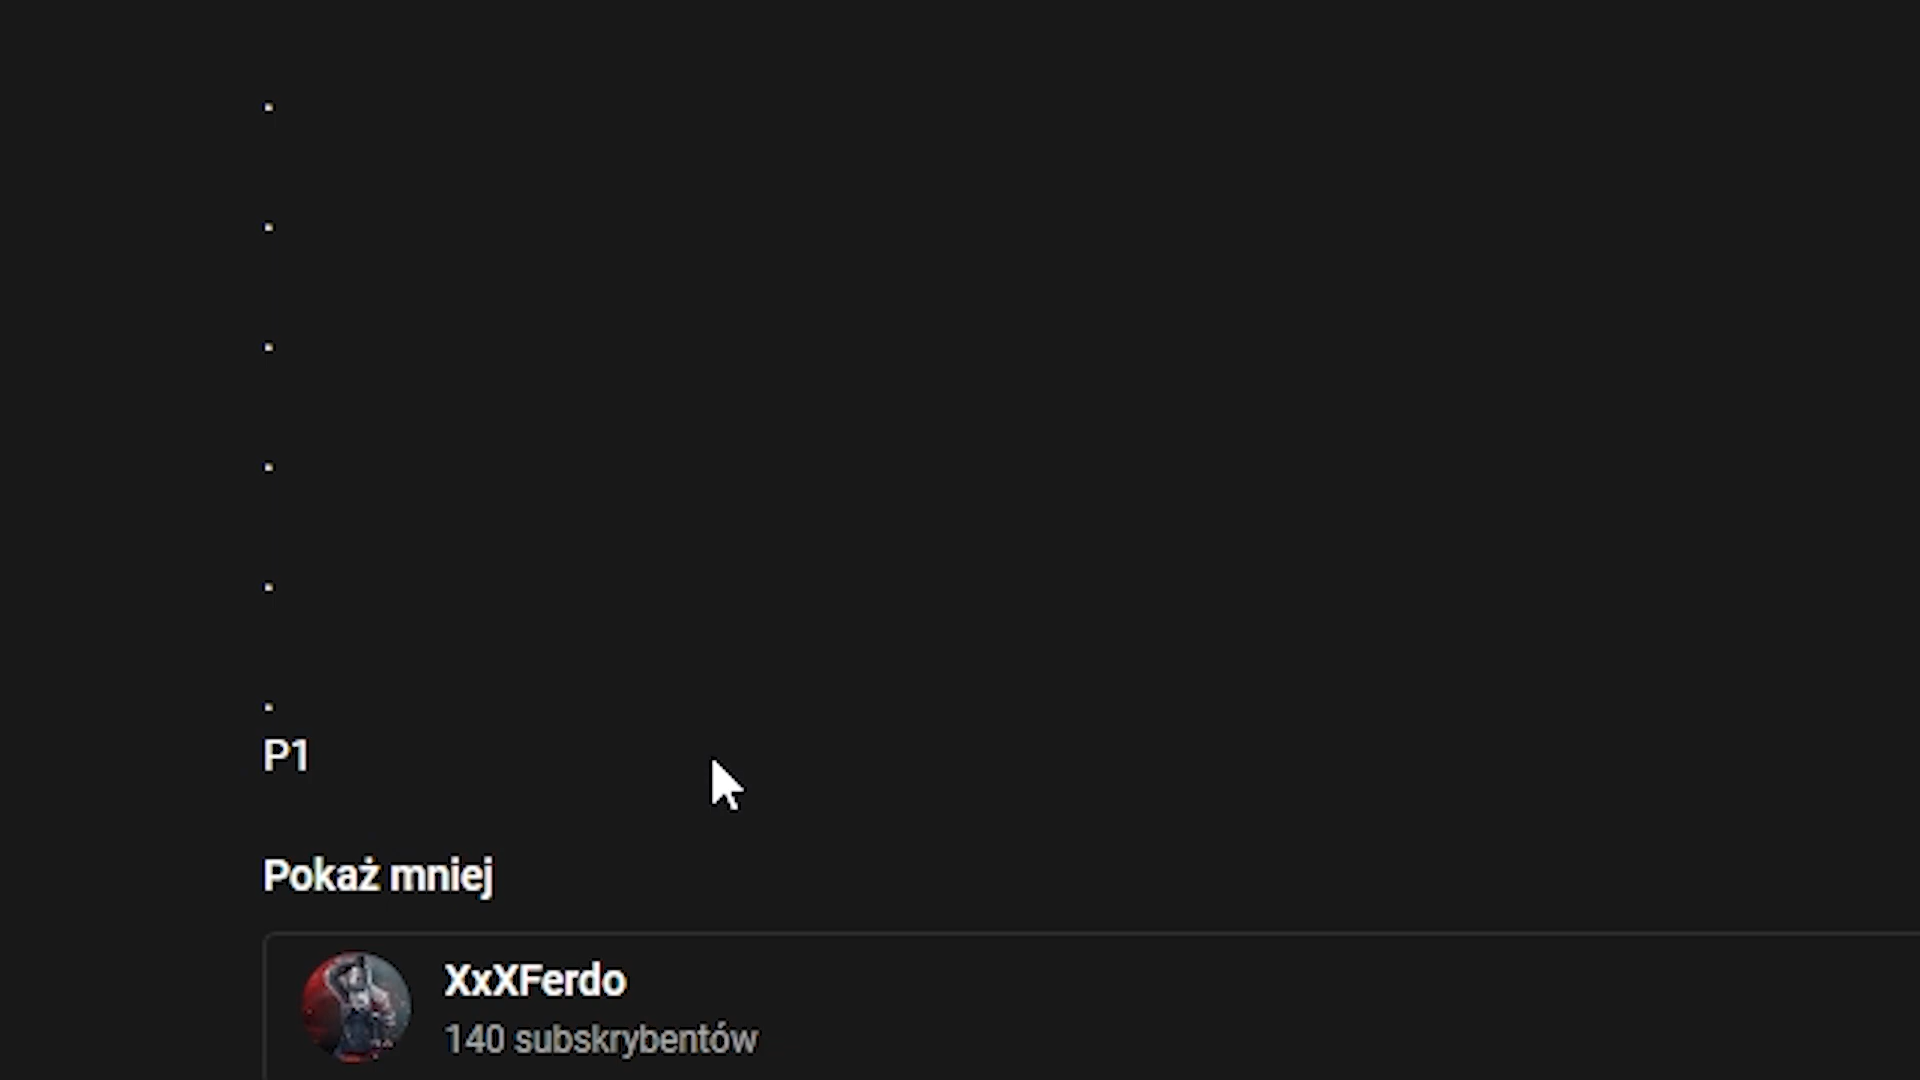 .
.
.
.
.
.
P1
Pokaż mniej
XxXFerdo
140 subskrybentów